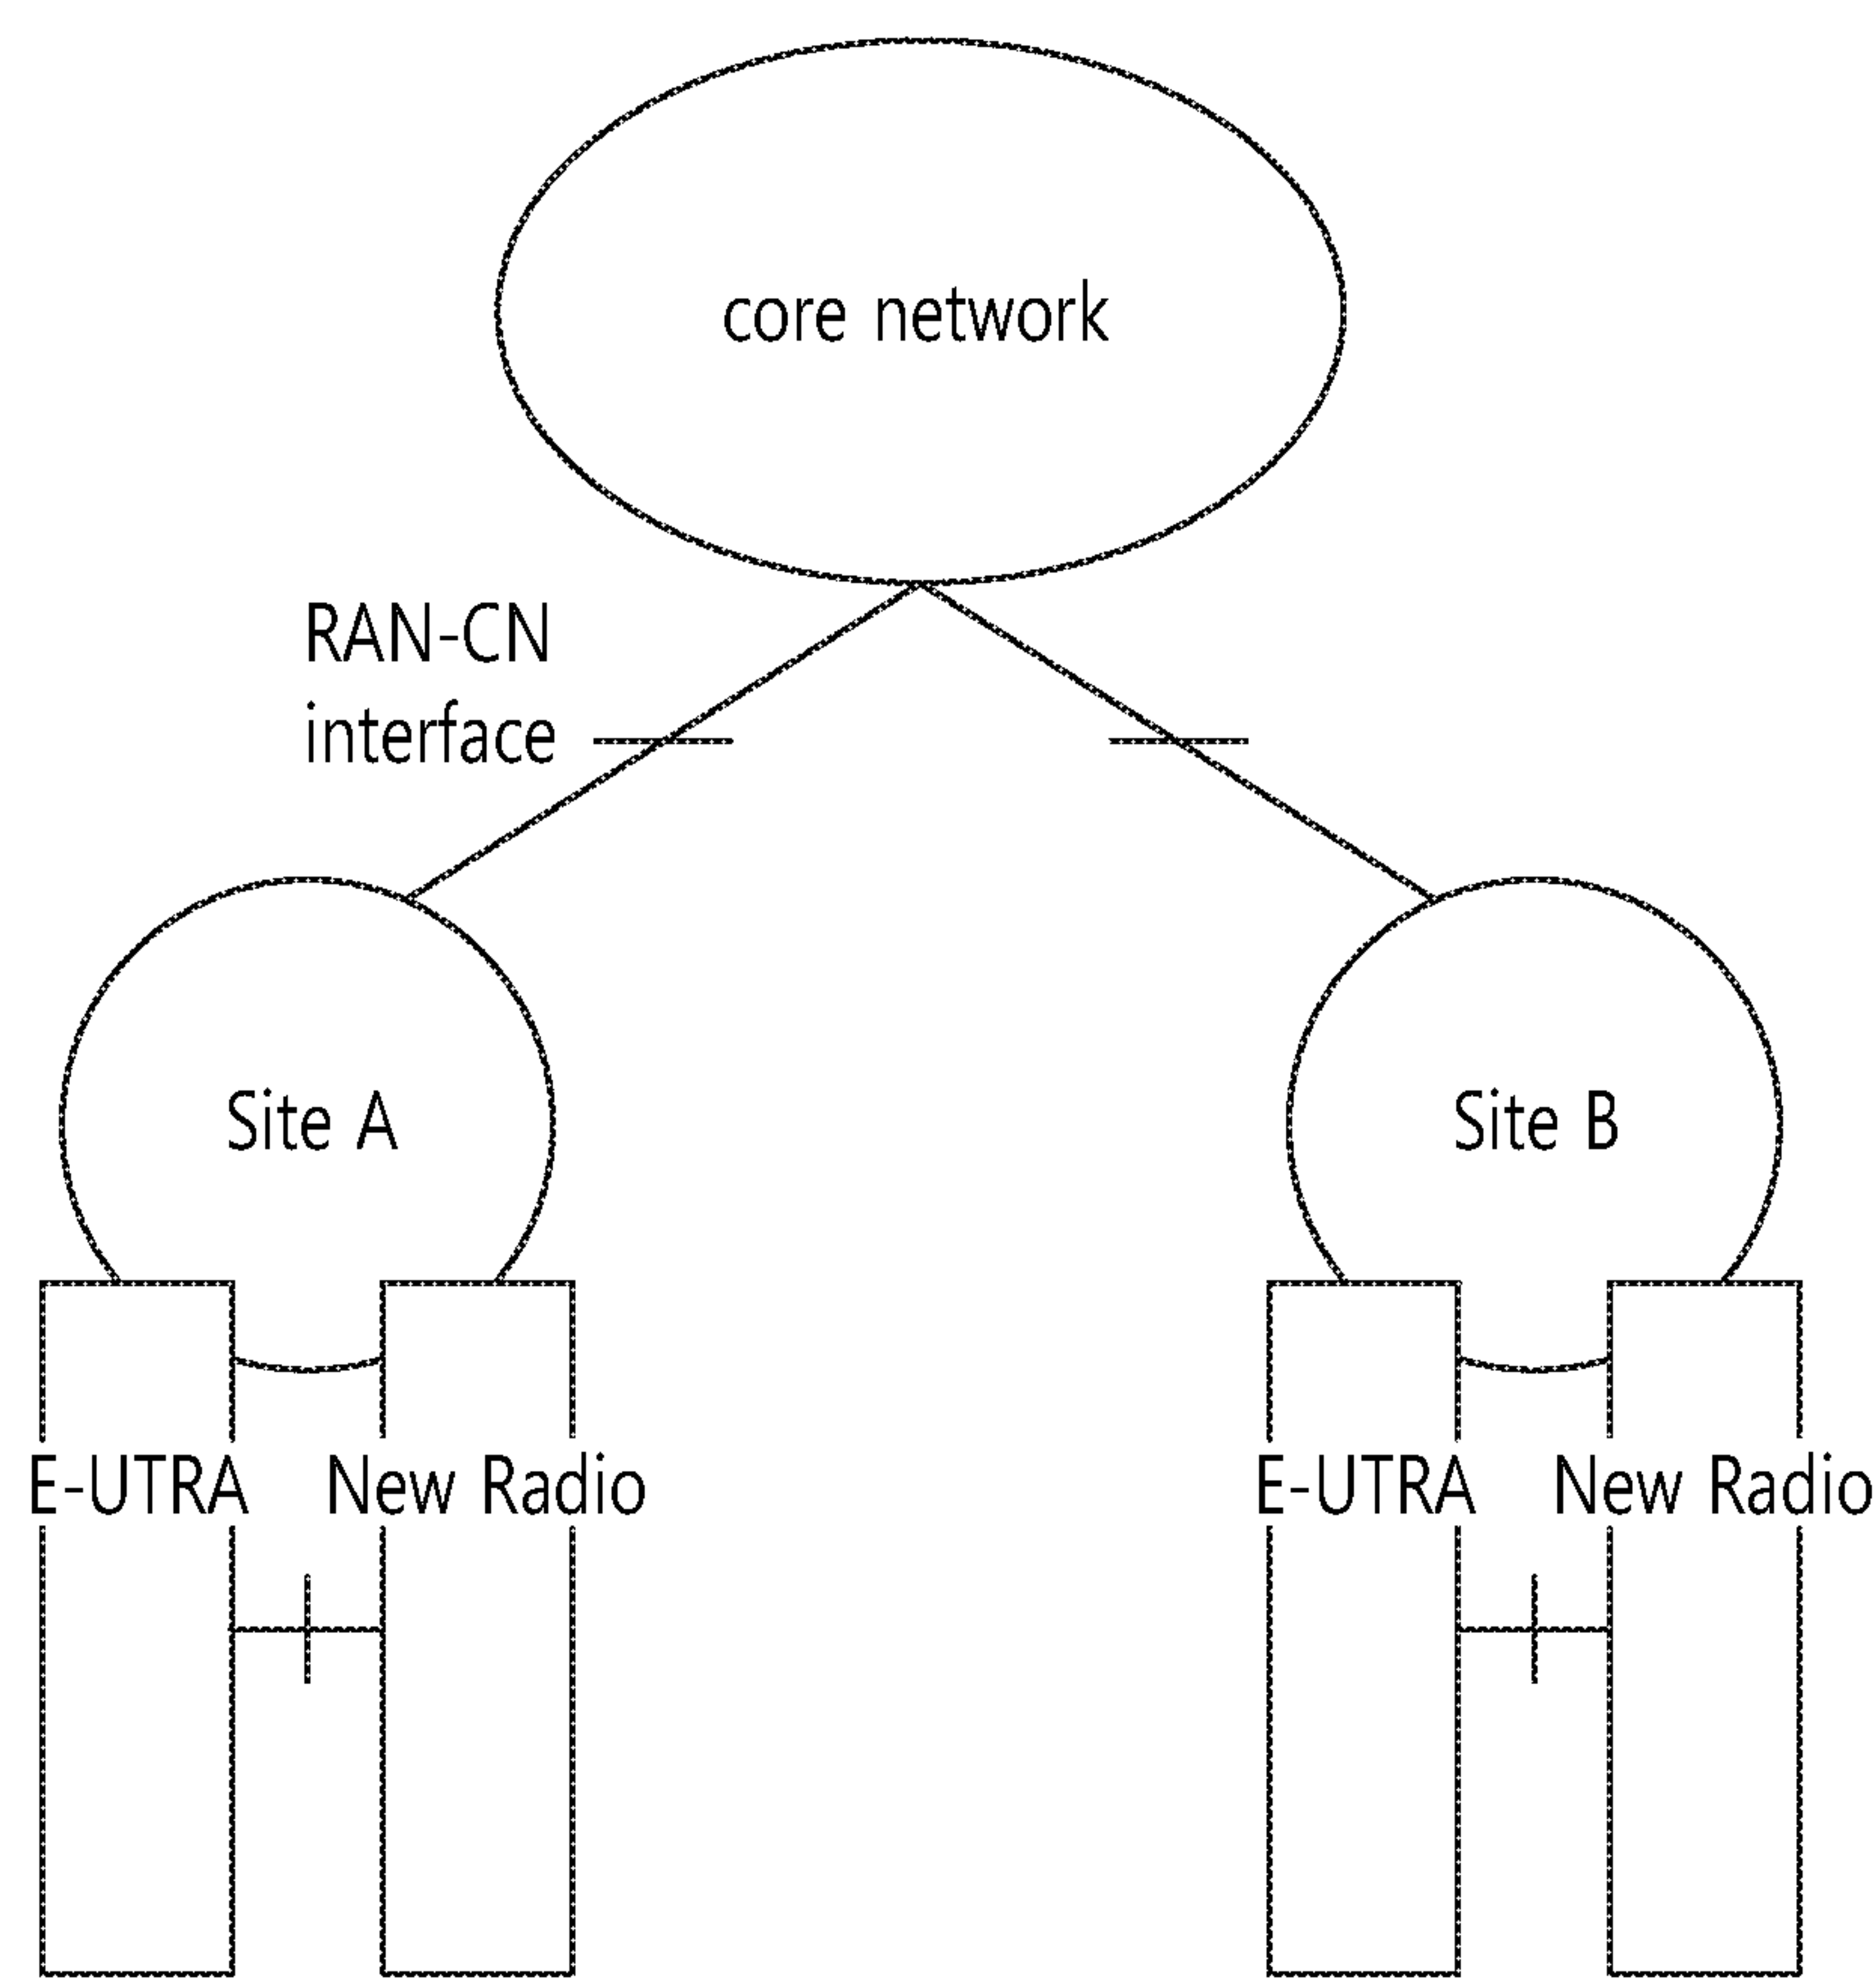 core network
RAN-CN
interface
Site A
Site B
E-UTRA
New Radio
E-UTRA
New Radio